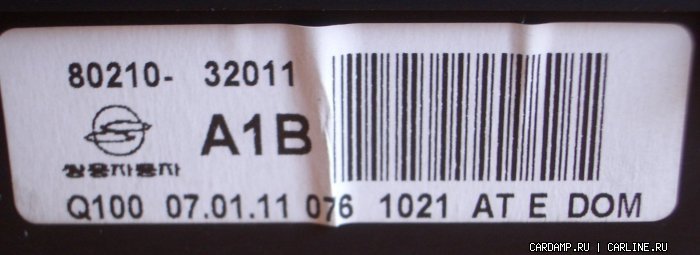 80210- 32011
A1B
쌍용자동차
Q100 07.01.11 076 1021 AT E DOM
CARDAMP.RU | CARLINE.RU